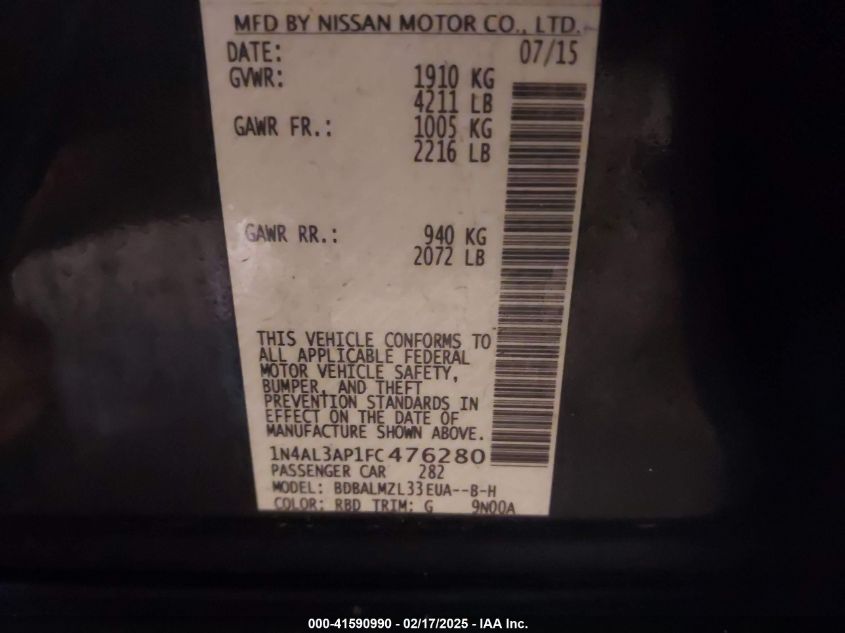 MFD BY NISSAN MOTOR CO., LTD.
DATE: 07/15
GVWR: 1910 KG
4211 LB
GAWR FR.: 1005 KG
2216 LB
GAWR RR.: 940 KG
2072 LB
THIS VEHICLE CONFORMS TO
ALL APPLICABLE FEDERAL
MOTOR VEHICLE SAFETY,
BUMPER, AND THEFT
PREVENTION STANDARDS IN
EFFECT ON THE DATE OF
MANUFACTURE SHOWN ABOVE.
1N4AL3AP1FC476280
PASSENGER CAR 282
MODEL: BDBALMZL33EUA--B-H
COLOR: RBD TRIM: G 9N00A
000-41590990 - 02/17/2025 - IAA Inc.